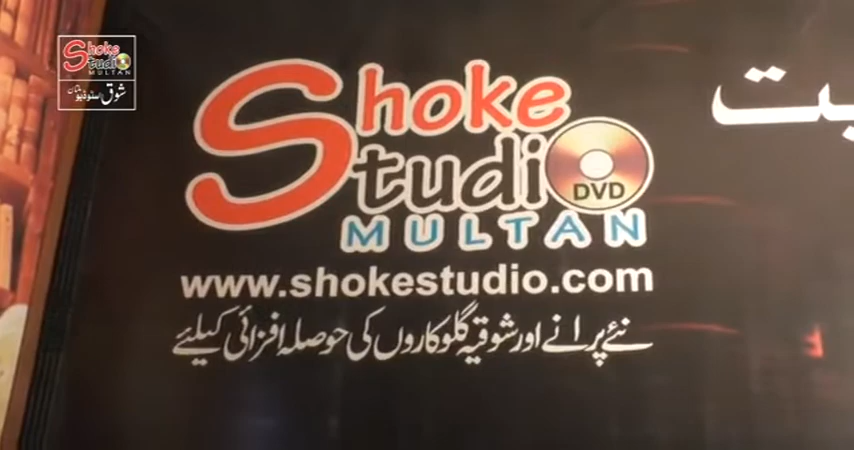 Shoke
Studio
MULTAN
شوق اسٹوڈیو ملتان
Shoke
Studio
DVD
MULTAN
www.shokestudio.com
نئے پرانے اور شوقیہ گلوکاروں کی حوصلہ افزائی کیلئے